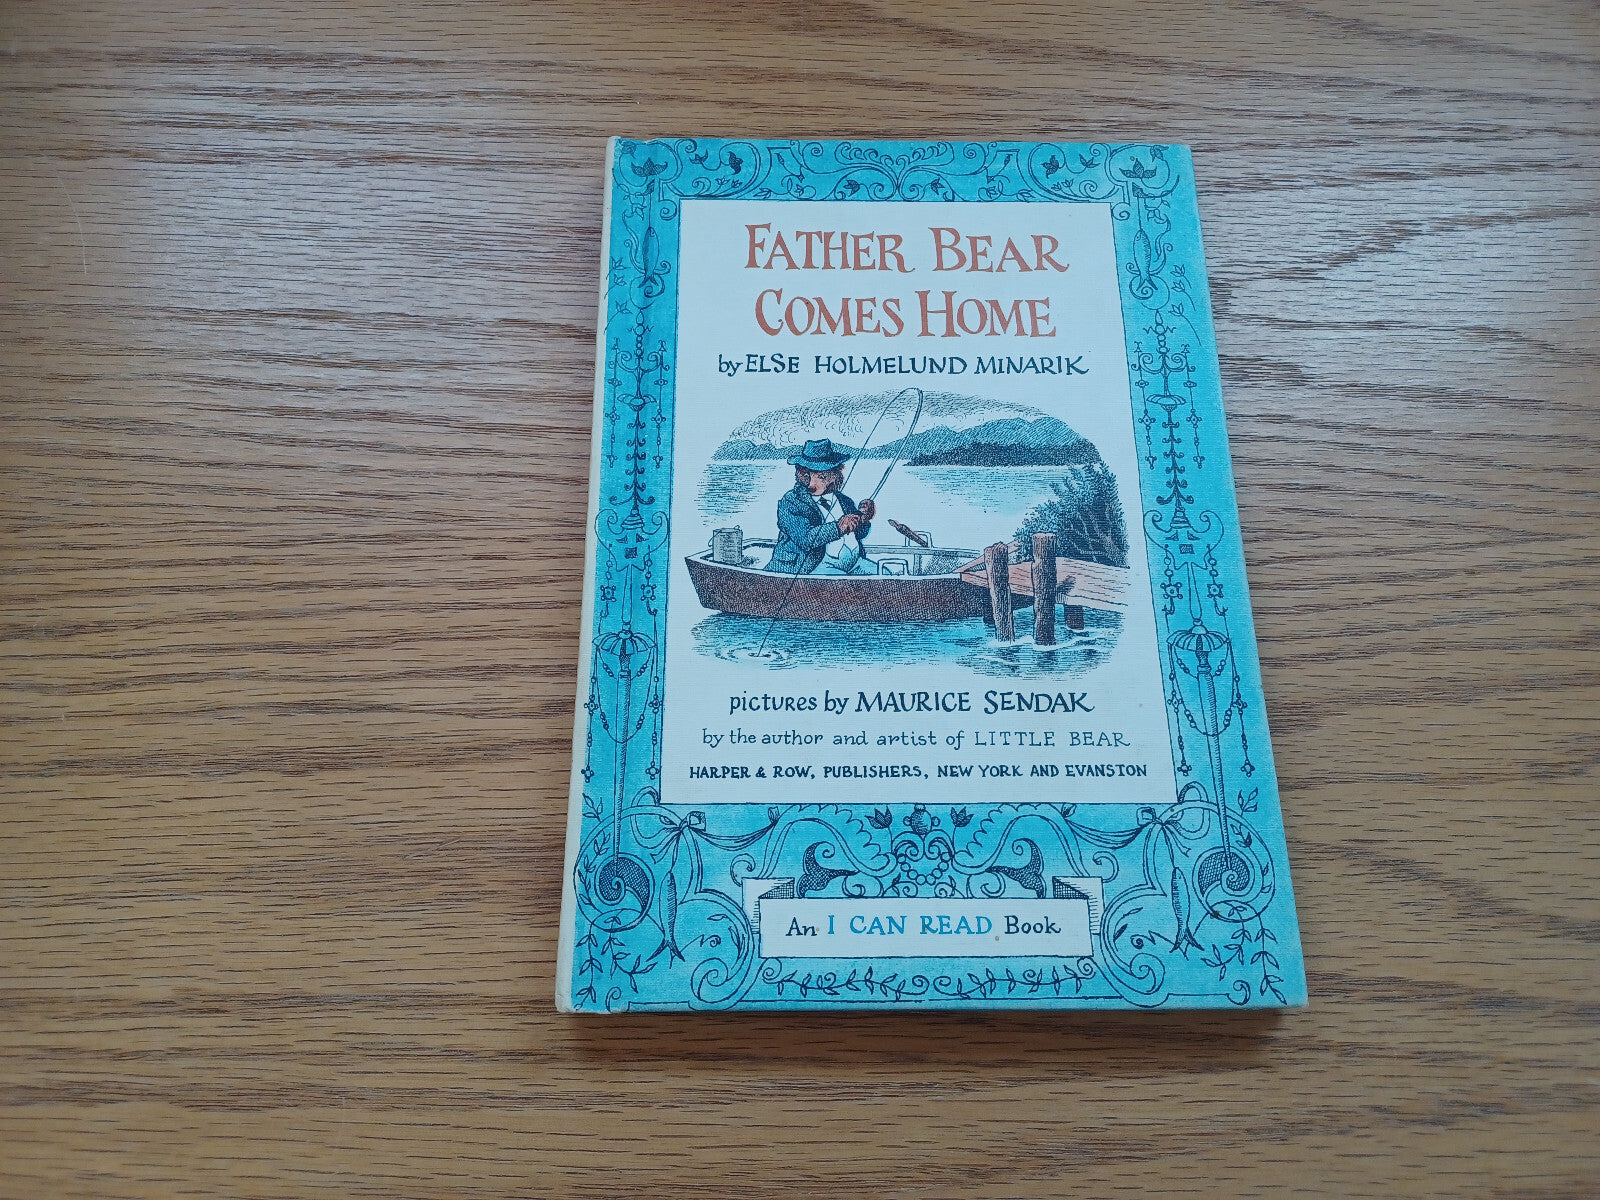 FATHER BEAR
COMES HOME
by ELSE HOLMELUND MINARIK
pictures by MAURICE SENDAK
by the author and artist of LITTLE BEAR
HARPER & ROW, PUBLISHERS, NEW YORK AND EVANSTON
An I CAN READ Book